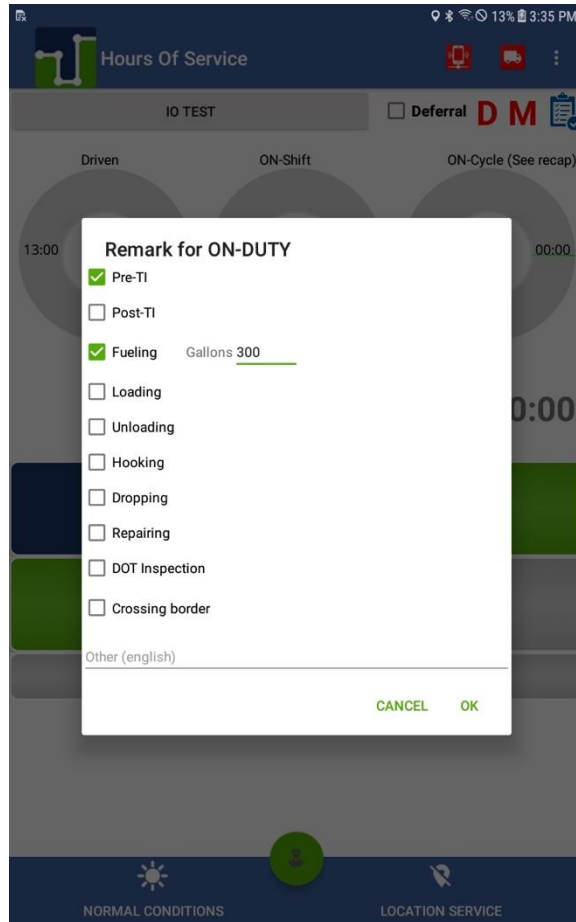 13% 3:35 PM
Hours Of Service
IO TEST
Deferral D M
Driven ON-Shift ON-Cycle (See recap)
13:00 00:00
Remark for ON-DUTY
Pre-TI
Post-TI
Fueling Gallons 300
Loading
0:00
Unloading
Hooking
Dropping
Repairing
DOT Inspection
Crossing border
Other (english)
CANCEL OK
NORMAL CONDITIONS LOCATION SERVICE